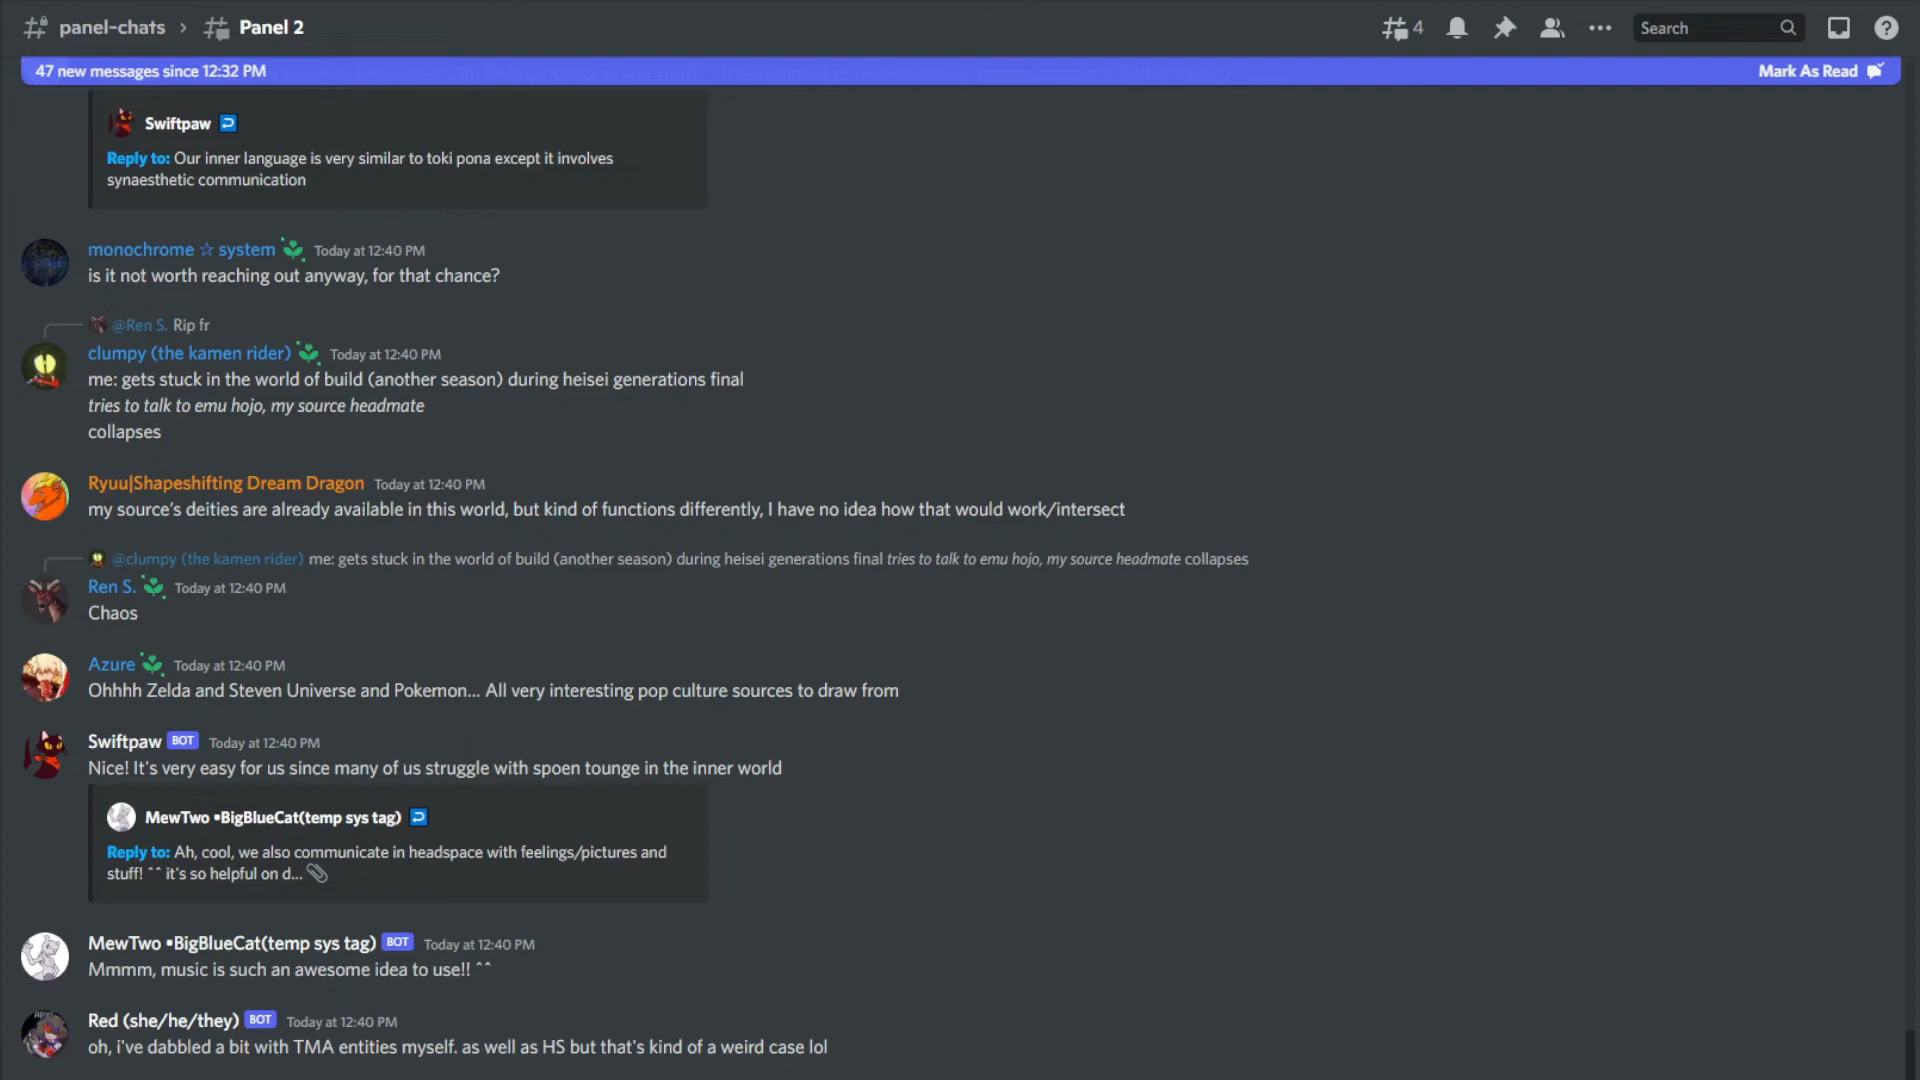 panel-chats › Panel 2 4 Search
47 new messages since 12:32 PM Mark As Read
Swiftpaw
Reply to: Our inner language is very similar to toki pona except it involves
synaesthetic communication
monochrome ☆ system Today at 12:40 PM
is it not worth reaching out anyway, for that chance?
@Ren S. Rip fr
clumpy (the kamen rider) Today at 12:40 PM
me: gets stuck in the world of build (another season) during heisei generations final
tries to talk to emu hojo, my source headmate
collapses
Ryuu|Shapeshifting Dream Dragon Today at 12:40 PM
my source's deities are already available in this world, but kind of functions differently, I have no idea how that would work/intersect
@clumpy (the kamen rider) me: gets stuck in the world of build (another season) during heisei generations final tries to talk to emu hojo, my source headmate collapses
Ren S. Today at 12:40 PM
Chaos
Azure Today at 12:40 PM
Ohhhh Zelda and Steven Universe and Pokemon... All very interesting pop culture sources to draw from
Swiftpaw BOT Today at 12:40 PM
Nice! It's very easy for us since many of us struggle with spoen tounge in the inner world
MewTwo •BigBlueCat(temp sys tag)
Reply to: Ah, cool, we also communicate in headspace with feelings/pictures and
stuff! ^^ it's so helpful on d...
MewTwo •BigBlueCat(temp sys tag) BOT Today at 12:40 PM
Mmmm, music is such an awesome idea to use!! ^^
Red (she/he/they) BOT Today at 12:40 PM
oh, i've dabbled a bit with TMA entities myself. as well as HS but that's kind of a weird case lol